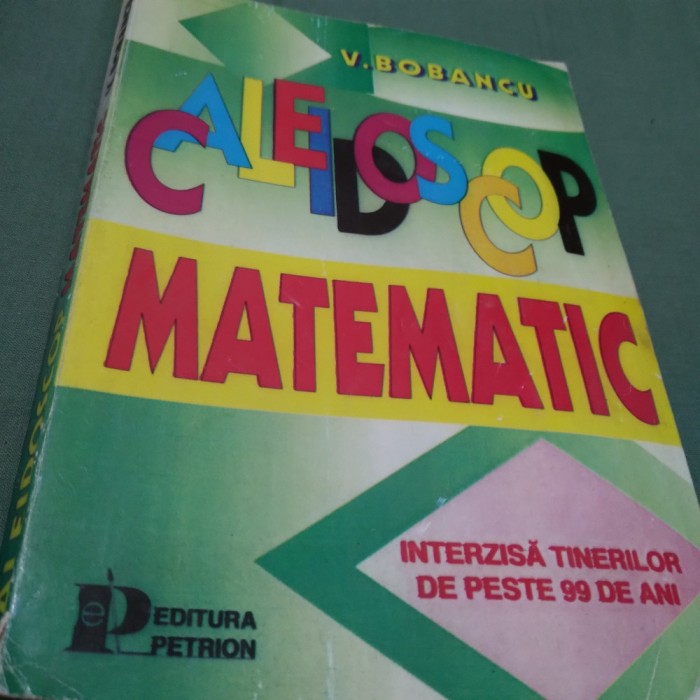 V. BOBANCU
CALEIDOSCOP
MATEMATIC
INTERZISĂ TINERILOR
DE PESTE 99 DE ANI
EDITURA
PETRION